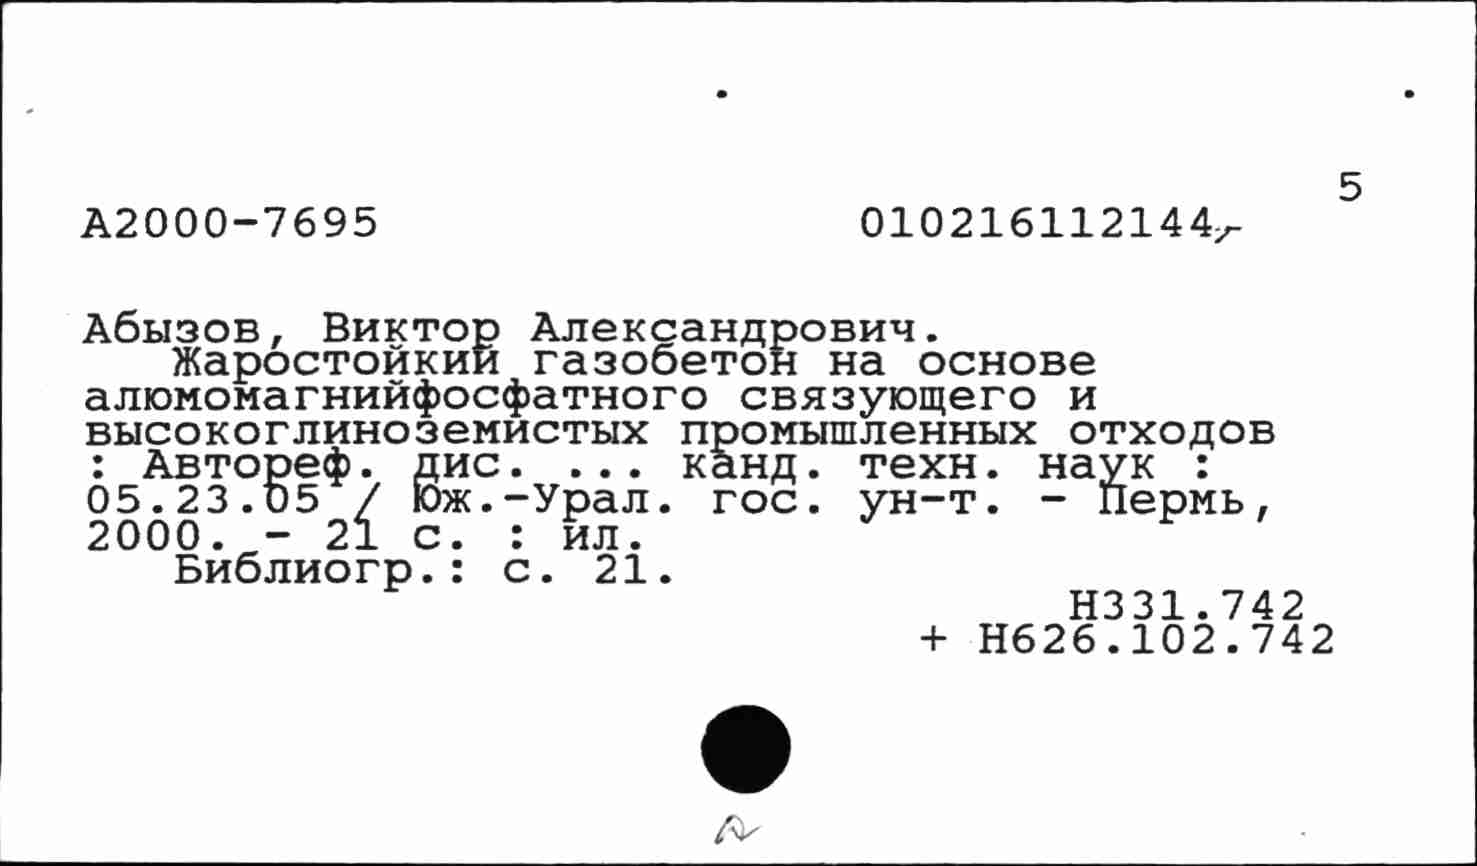 5
А2000-7695 010216112144
Абызов, Виктор Александрович.
Жаростойкий газобетон на основе
алюмомагнийфосфатного связующего и
высокоглиноземистых промышленных отходов
: Автореф. дис. ... канд. техн. наук :
05.23.05 / Юж.-Урал. гос. ун-т. - Пермь,
2000. - 21 с. : ил.
Библиогр.: с. 21.
Н331.742
+ Н626.102.742